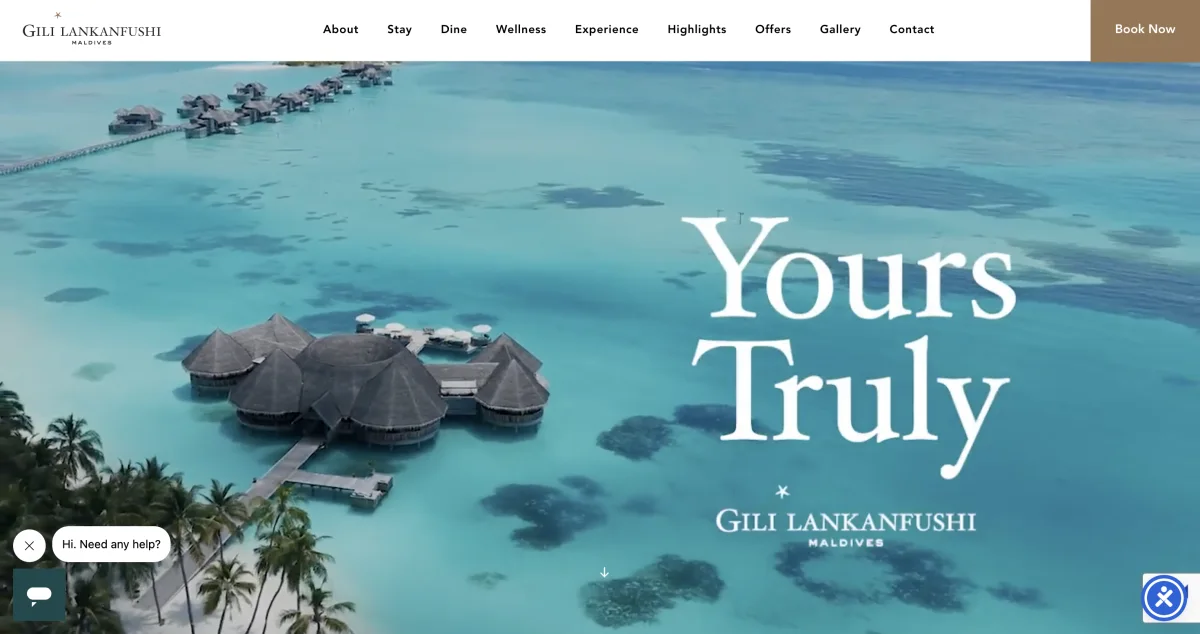 GILI LANKANFUSHI
MALDIVES
About Stay Dine Wellness Experience Highlights Offers Gallery Contact
Book Now
Yours
Truly
GILI LANKANFUSHI
MALDIVES
Hi. Need any help?